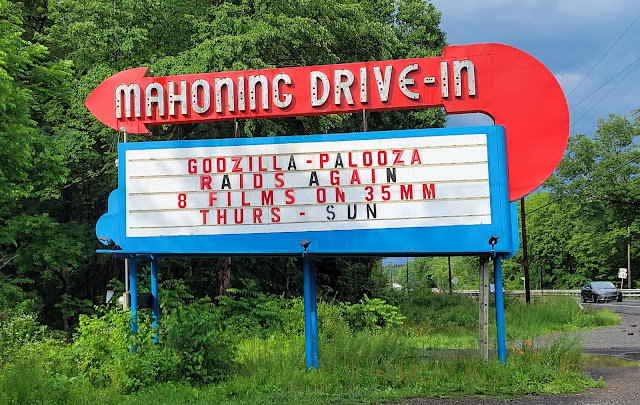 MAHONING DRIVE-IN
GODZILLA-PALOOZA
RAIDS AGAIN
8 FILMS ON 35MM
THURS - SUN